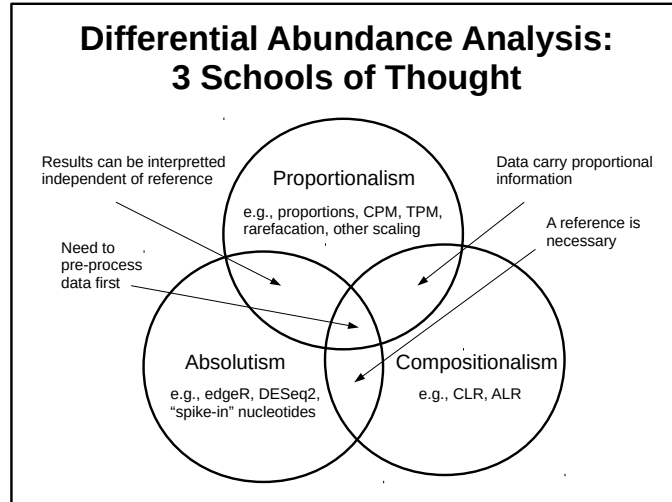 Differential Abundance Analysis:
3 Schools of Thought
Results can be interpretted
independent of reference
Proportionalism
e.g., proportions, CPM, TPM,
rarefacation, other scaling
Data carry proportional
information
A reference is
necessary
Need to
pre-process
data first
Absolutism
e.g., edgeR, DESeq2,
“spike-in” nucleotides
Compositionalism
e.g., CLR, ALR